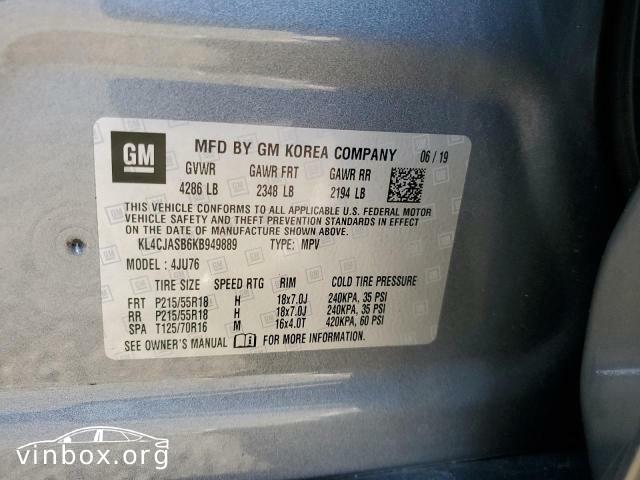 GM
MFD BY GM KOREA COMPANY 06/19
GVWR GAWR FRT GAWR RR
4286 LB 2348 LB 2194 LB
THIS VEHICLE CONFORMS TO ALL APPLICABLE U.S. FEDERAL MOTOR
VEHICLE SAFETY AND THEFT PREVENTION STANDARDS IN EFFECT
ON THE DATE OF MANUFACTURE SHOWN ABOVE.
KL4CJASB6KB949889 TYPE: MPV
MODEL: 4JU76
TIRE SIZE SPEED RTG RIM COLD TIRE PRESSURE
FRT P215/55R18 H 18x7.0J 240KPA, 35 PSI
RR P215/55R18 H 18x7.0J 240KPA, 35 PSI
SPA T125/70R16 M 16x4.0T 420KPA, 60 PSI
SEE OWNER'S MANUAL FOR MORE INFORMATION
vinbox.org